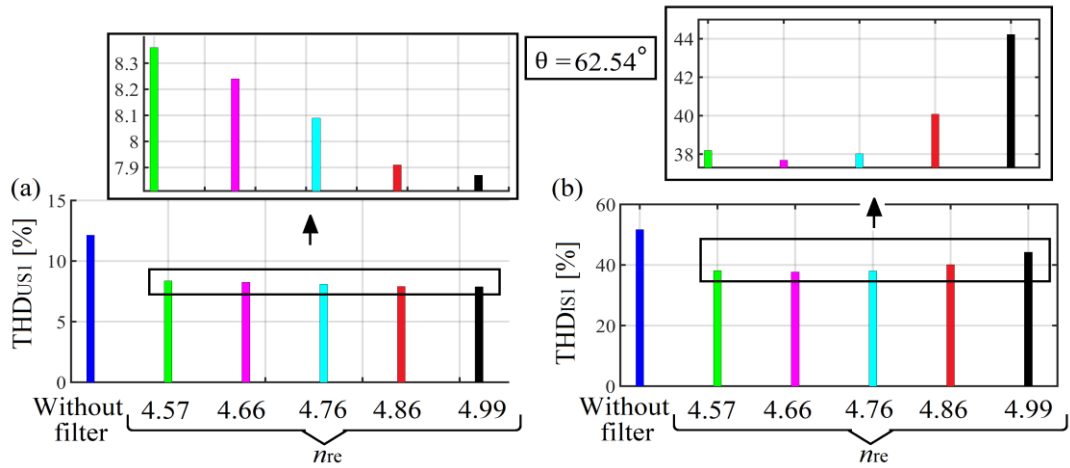 θ = 62.54°
8.3
8.2
8.1
8
7.9
44
42
40
38
(a)
THDUS1 [%]
15
10
5
0
Without filter
4.57 4.66 4.76 4.86 4.99
nre
(b)
THDIS1 [%]
60
40
20
0
Without filter
4.57 4.66 4.76 4.86 4.99
nre